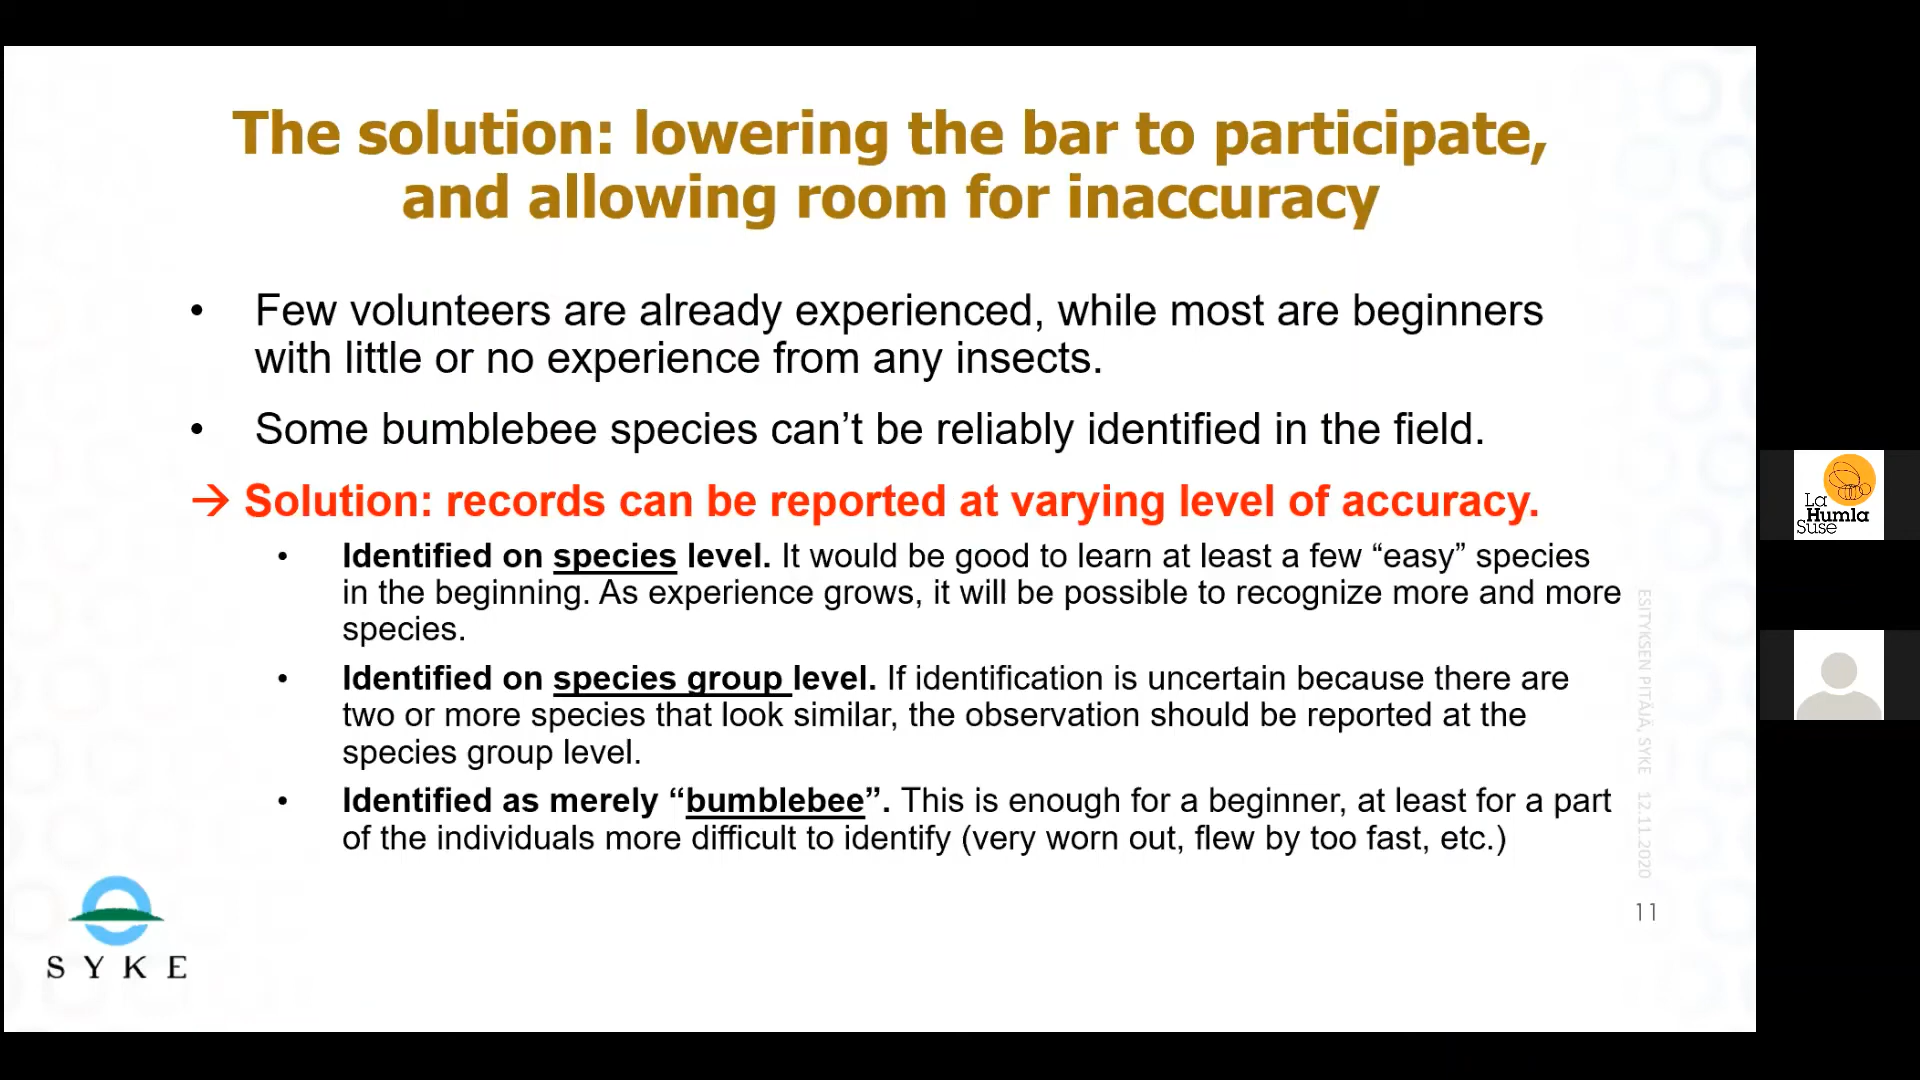 The solution: lowering the bar to participate,
and allowing room for inaccuracy
• Few volunteers are already experienced, while most are beginners
with little or no experience from any insects.
• Some bumblebee species can’t be reliably identified in the field.
→ Solution: records can be reported at varying level of accuracy.
• Identified on species level. It would be good to learn at least a few “easy” species
in the beginning. As experience grows, it will be possible to recognize more and more
species.
• Identified on species group level. If identification is uncertain because there are
two or more species that look similar, the observation should be reported at the
species group level.
• Identified as merely “bumblebee”. This is enough for a beginner, at least for a part
of the individuals more difficult to identify (very worn out, flew by too fast, etc.)
ESITYKSEN PITÄJÄ, SYKE 12.11.2020
11
SYKE
La
Humla
Suse